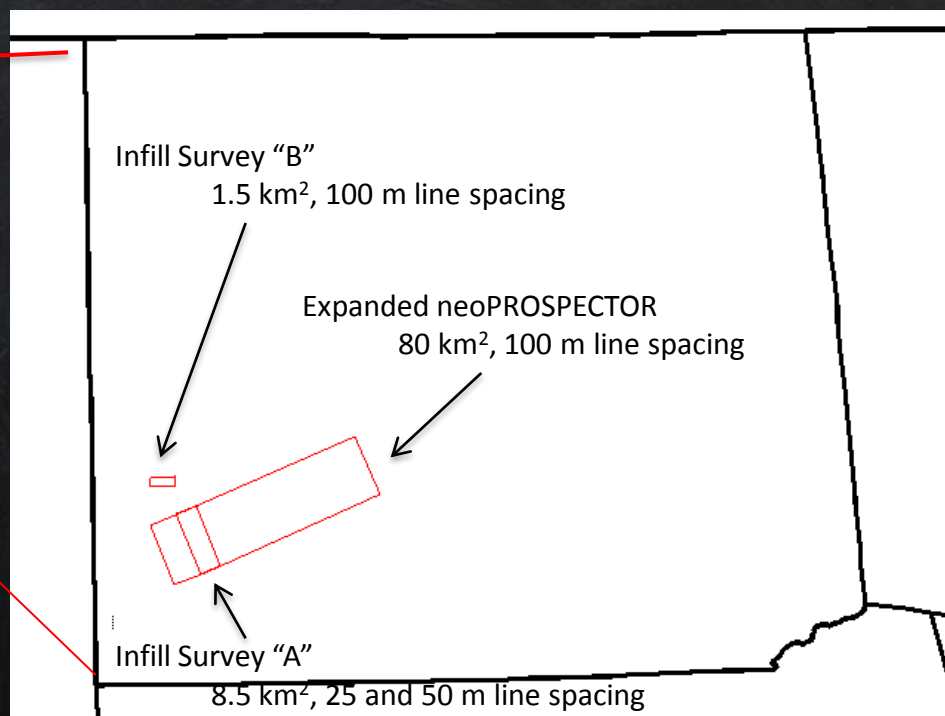 Infill Survey “B”
1.5 km², 100 m line spacing
Expanded neoPROSPECTOR
80 km², 100 m line spacing
Infill Survey “A”
8.5 km², 25 and 50 m line spacing